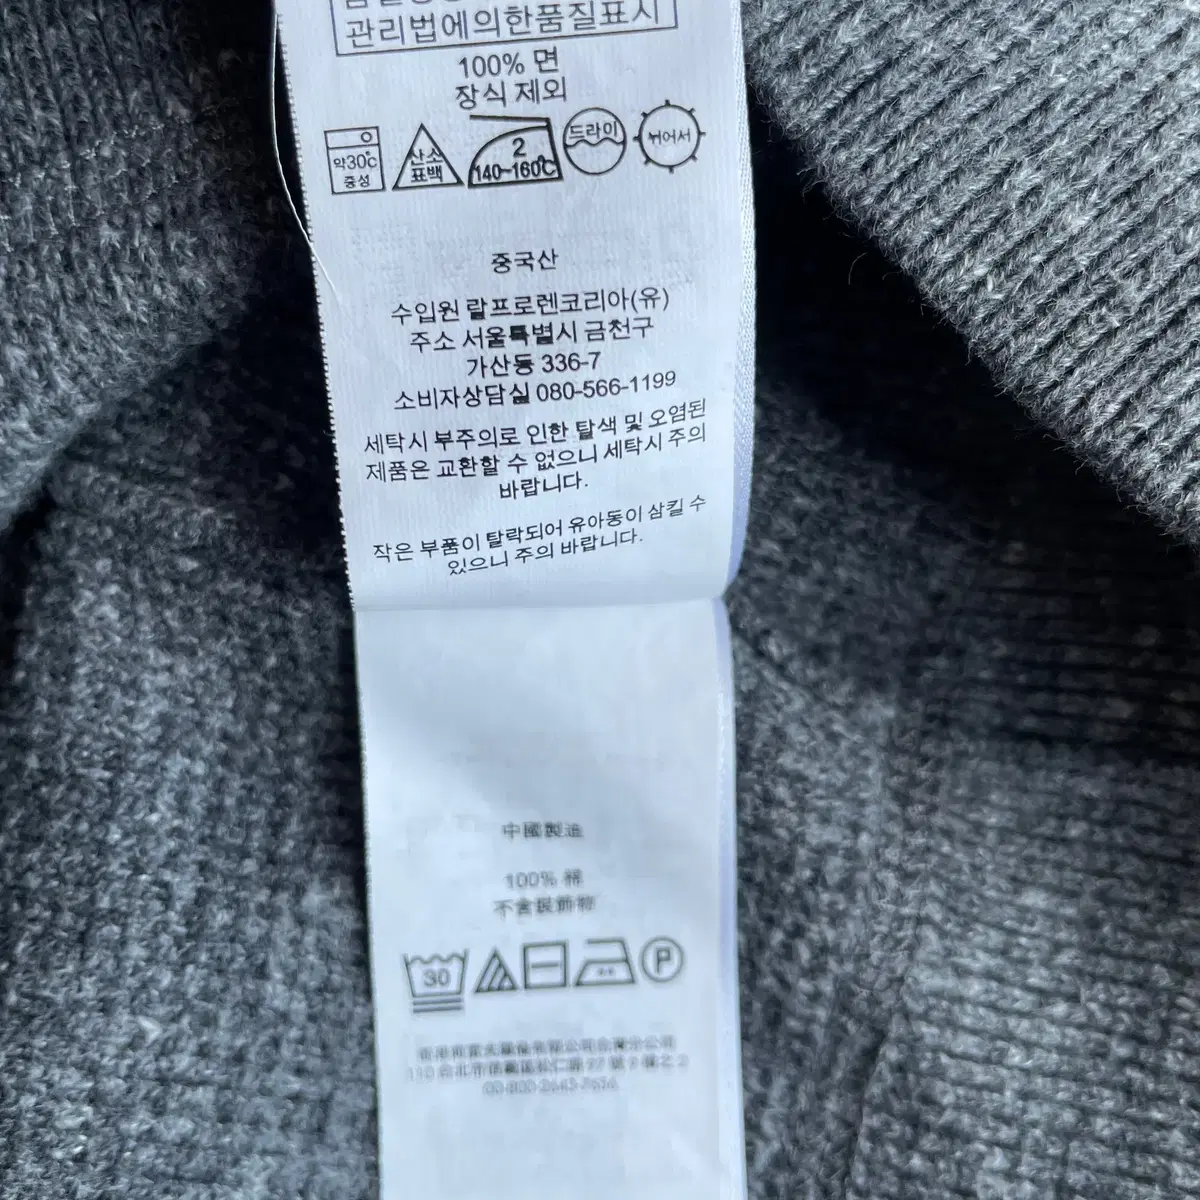 관리법에의한품질표시
100% 면
장식 제외
약30℃
중성
산소
표백
2
140~160℃
드라이
뉘어서
중국산
수입원 랄프로렌코리아(유)
주소 서울특별시 금천구
가산동 336-7
소비자상담실 080-566-1199
세탁시 부주의로 인한 탈색 및 오염된
제품은 교환할 수 없으니 세탁시 주의
바랍니다.
작은 부품이 탈락되어 유아동이 삼킬 수
있으니 주의 바랍니다.
中國製造
100% 棉
不含裝飾物
30
P